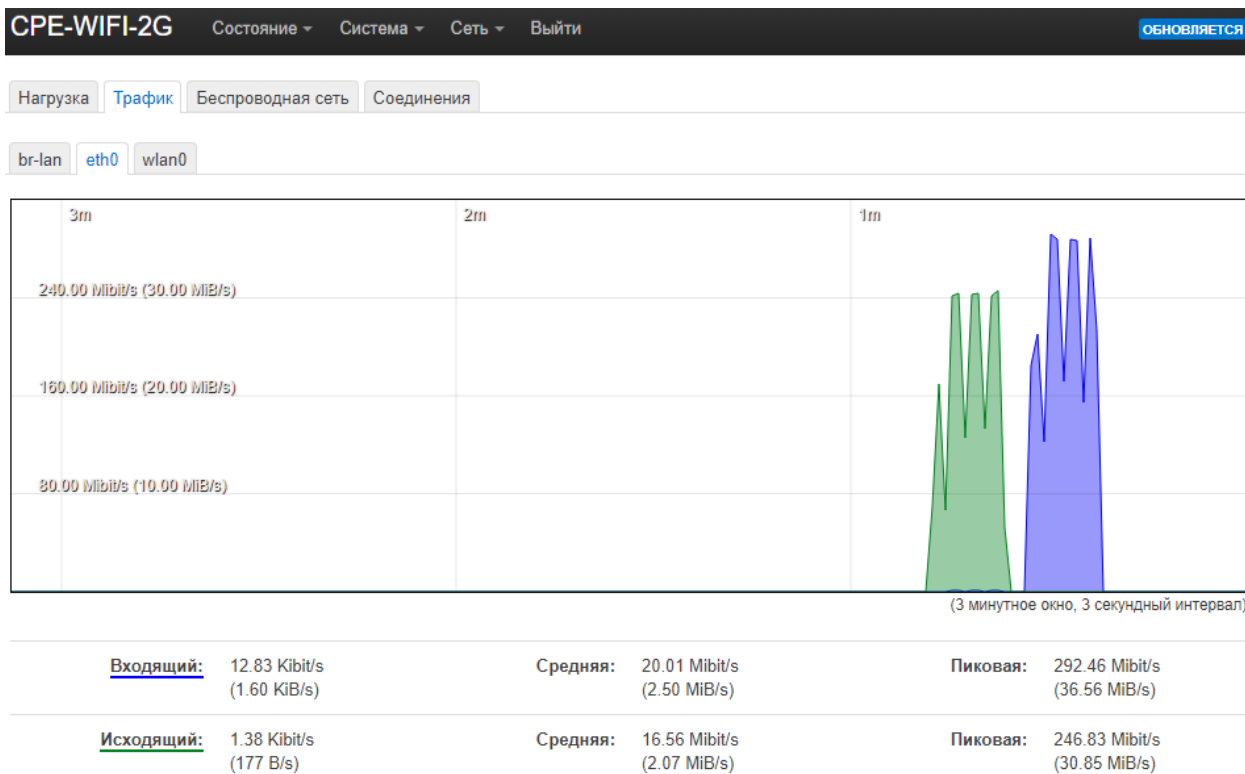 CPE-WIFI-2G Состояние Система Сеть Выйти ОБНОВЛЯЕТСЯ
Нагрузка Трафик Беспроводная сеть Соединения
br-lan eth0 wlan0
3m 2m 1m
240.00 Mibit/s (30.00 MiB/s)
160.00 Mibit/s (20.00 MiB/s)
80.00 Mibit/s (10.00 MiB/s)
(3 минутное окно, 3 секундный интервал)
Входящий: 12.83 Kibit/s Средняя: 20.01 Mibit/s Пиковая: 292.46 Mibit/s
(1.60 KiB/s) (2.50 MiB/s) (36.56 MiB/s)
Исходящий: 1.38 Kibit/s Средняя: 16.56 Mibit/s Пиковая: 246.83 Mibit/s
(177 B/s) (2.07 MiB/s) (30.85 MiB/s)